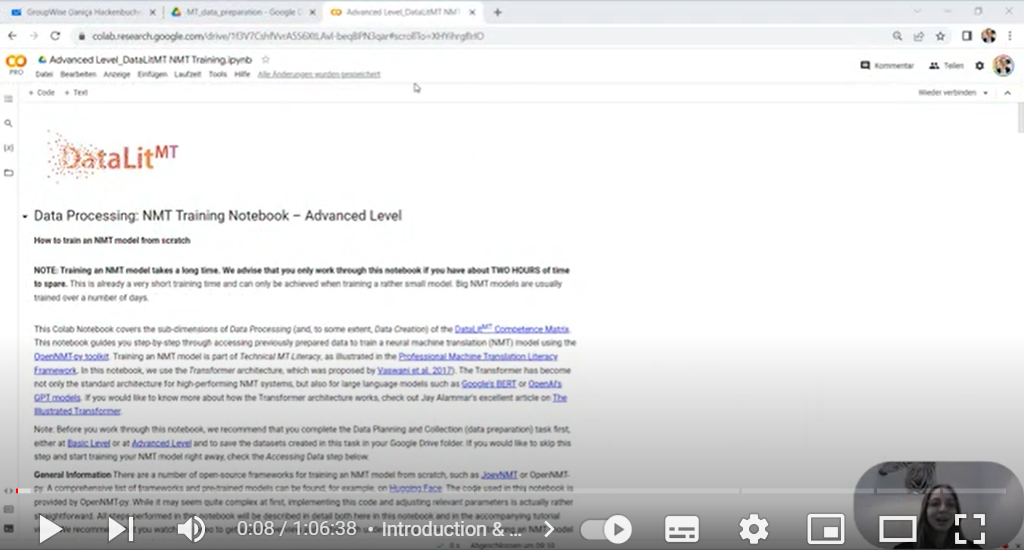 GroupWise (Janiça Hackenbuch
MT_data_preparation - Google D
Advanced Level_DataLitMT NMT
colab.research.google.com/drive/
Advanced Level_DataLitMT NMT Training.ipynb
PRO
Datei Bearbeiten Anzeige Einfügen Laufzeit Tools Hilfe Alle Änderungen wurden gespeichert
Kommentar Teilen
+ Code + Text
Wieder verbinden
DataLitMT
Data Processing: NMT Training Notebook – Advanced Level
How to train an NMT model from scratch
NOTE: Training an NMT model takes a long time. We advise that you only work through this notebook if you have about TWO HOURS of time
to spare. This is already a very short training time and can only be achieved when training a rather small model. Big NMT models are usually
trained over a number of days.
This Colab Notebook covers the sub-dimensions of Data Processing (and, to some extent, Data Creation) of the DataLitMT Competence Matrix.
This notebook guides you step-by-step through accessing previously prepared data to train a neural machine translation (NMT) model using the
OpenNMT-py toolkit. Training an NMT model is part of Technical MT Literacy, as illustrated in the Professional Machine Translation Literacy
Framework. In this notebook, we use the Transformer architecture, which was proposed by Vaswani et al. 2017). The Transformer has become
not only the standard architecture for high-performing NMT systems, but also for large language models such as Google's BERT or OpenAI's
GPT models. If you would like to know more about how the Transformer architecture works, check out Jay Alammar's excellent article on The
Illustrated Transformer.
Note: Before you work through this notebook, we recommend that you complete the Data Planning and Collection (data preparation) task first,
either at Basic Level or at Advanced Level and to save the datasets created in this task in your Google Drive folder. If you would like to skip this
step and start training your NMT model right away, check the Accessing Data step below.
General Information There are a number of open-source frameworks for training an NMT model from scratch, such as JoeyNMT or OpenNMT-
py. A comprehensive list of frameworks and pre-trained models can be found, for example, on Hugging Face. The code used in this notebook is
provided by OpenNMT-py. While it may seem quite complex at first, implementing this code and adjusting relevant parameters is actually rather
straightforward. All steps performed in this notebook will be described in detail both here in this notebook and in the accompanying tutorial
0:08 / 1:06:38 • Introduction & ...